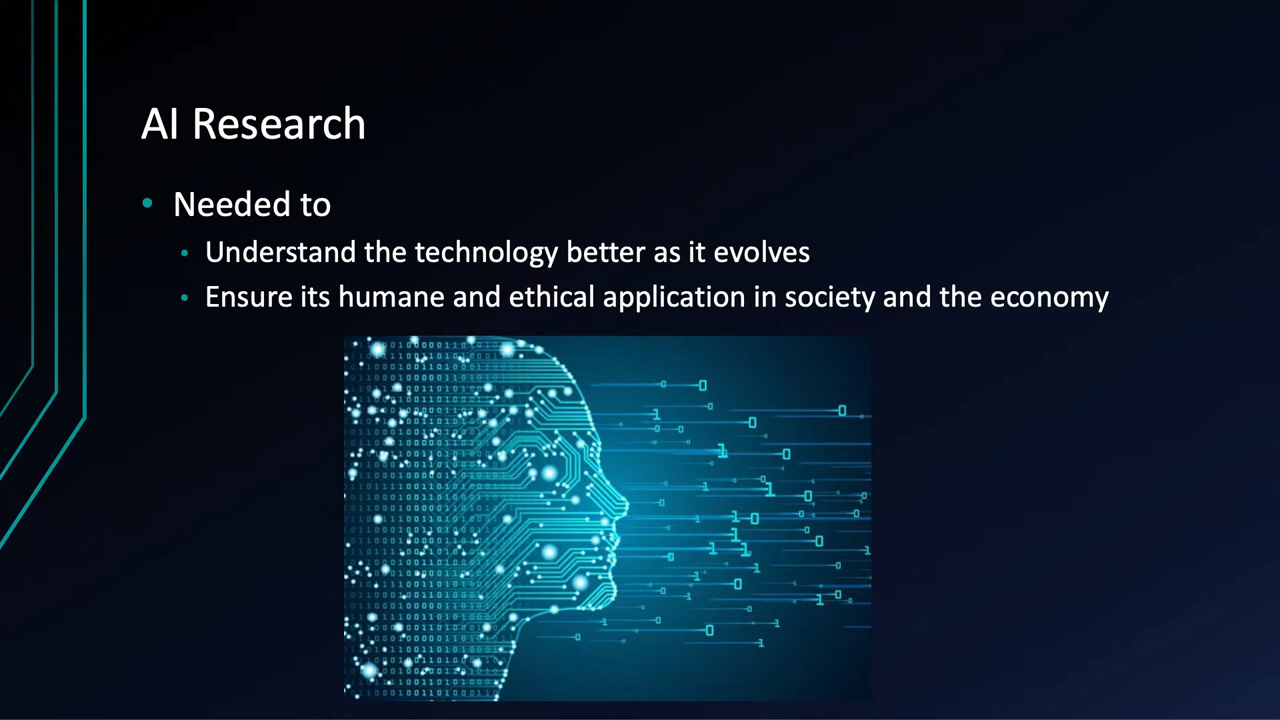 AI Research
• Needed to
• Understand the technology better as it evolves
• Ensure its humane and ethical application in society and the economy